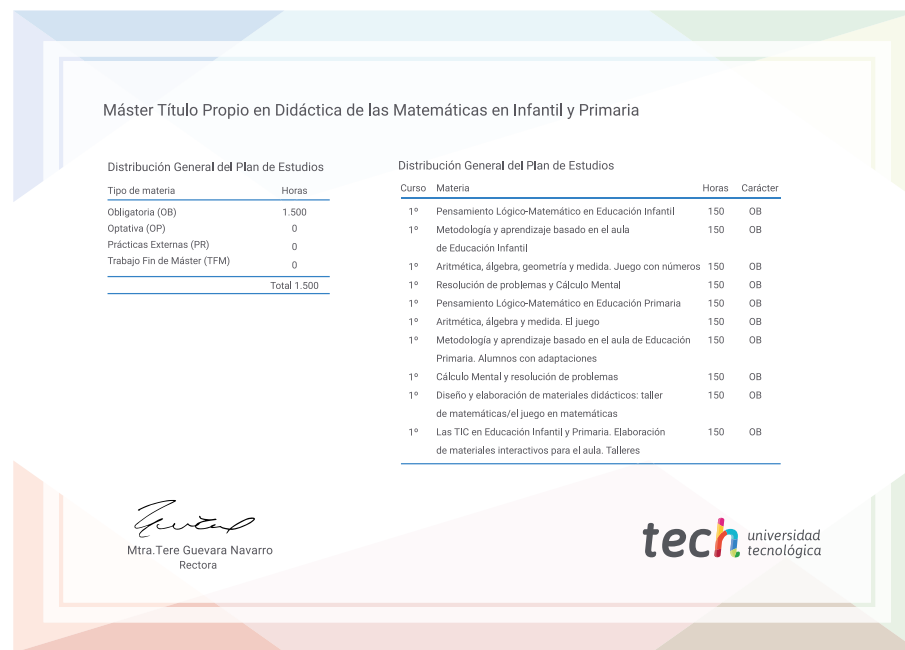 Máster Título Propio en Didáctica de las Matemáticas en Infantil y Primaria
Distribución General del Plan de Estudios
Tipo de materia Horas
Obligatoria (OB) 1.500
Optativa (OP) 0
Prácticas Externas (PR) 0
Trabajo Fin de Máster (TFM) 0
Total 1.500
Distribución General del Plan de Estudios
Curso Materia Horas Carácter
1º Pensamiento Lógico-Matemático en Educación Infantil 150 OB
1º Metodología y aprendizaje basado en el aula 150 OB
de Educación Infantil
1º Aritmética, álgebra, geometría y medida. Juego con números 150 OB
1º Resolución de problemas y Cálculo Mental 150 OB
1º Pensamiento Lógico-Matemático en Educación Primaria 150 OB
1º Aritmética, álgebra y medida. El juego 150 OB
1º Metodología y aprendizaje basado en el aula de Educación 150 OB
Primaria. Alumnos con adaptaciones
1º Cálculo Mental y resolución de problemas 150 OB
1º Diseño y elaboración de materiales didácticos: taller 150 OB
de matemáticas/el juego en matemáticas
1º Las TIC en Educación Infantil y Primaria. Elaboración 150 OB
de materiales interactivos para el aula. Talleres
Mtra.Tere Guevara Navarro
Rectora
tech universidad
tecnológica